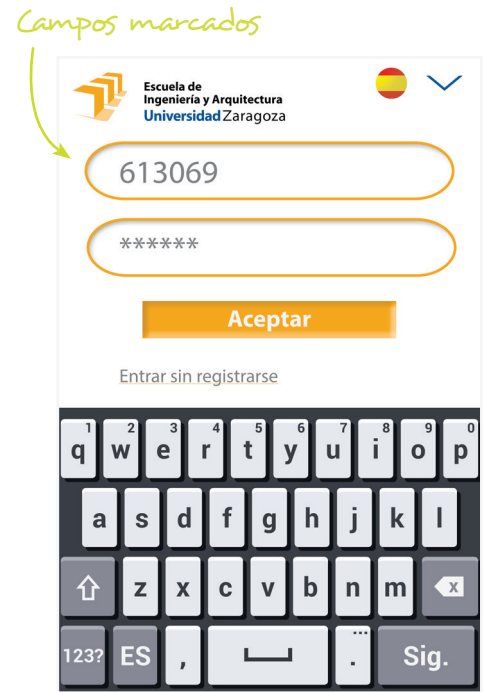 Campos marcados
Escuela de
Ingeniería y Arquitectura
Universidad Zaragoza
613069
******
Aceptar
Entrar sin registrarse
1 2 3 4 5 6 7 8 9 0
q w e r t y u i o p
a s d f g h j k l
z x c v b n m x
123? ES , ... . Sig.